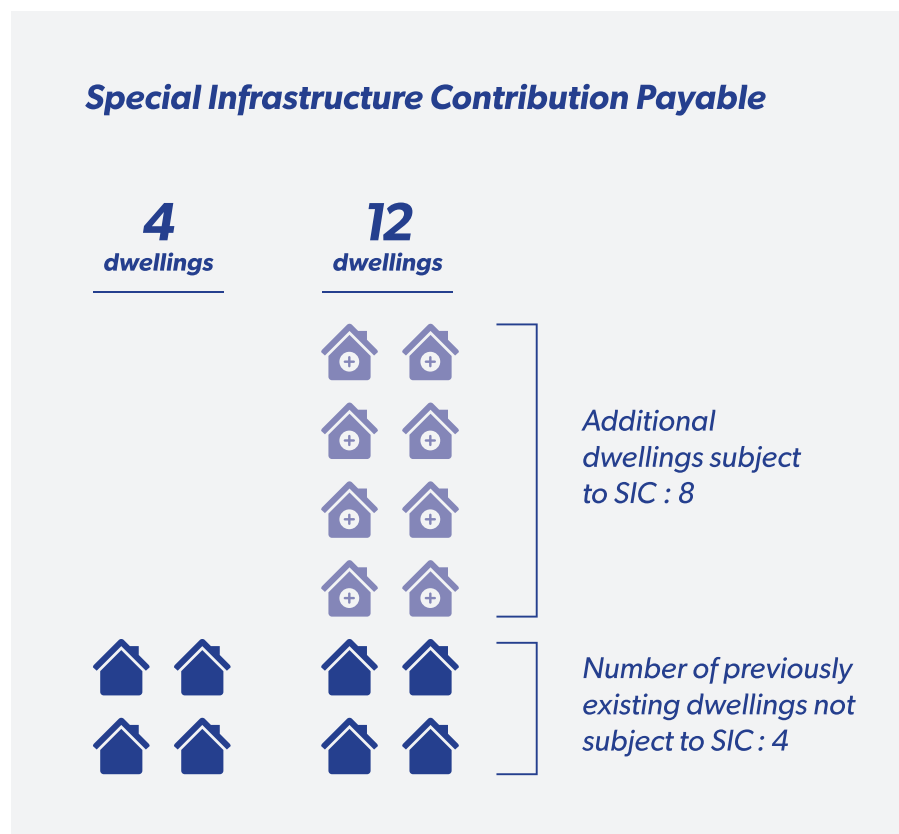 Special Infrastructure Contribution Payable
4
dwellings
12
dwellings
Additional
dwellings subject
to SIC : 8
Number of previously
existing dwellings not
subject to SIC : 4